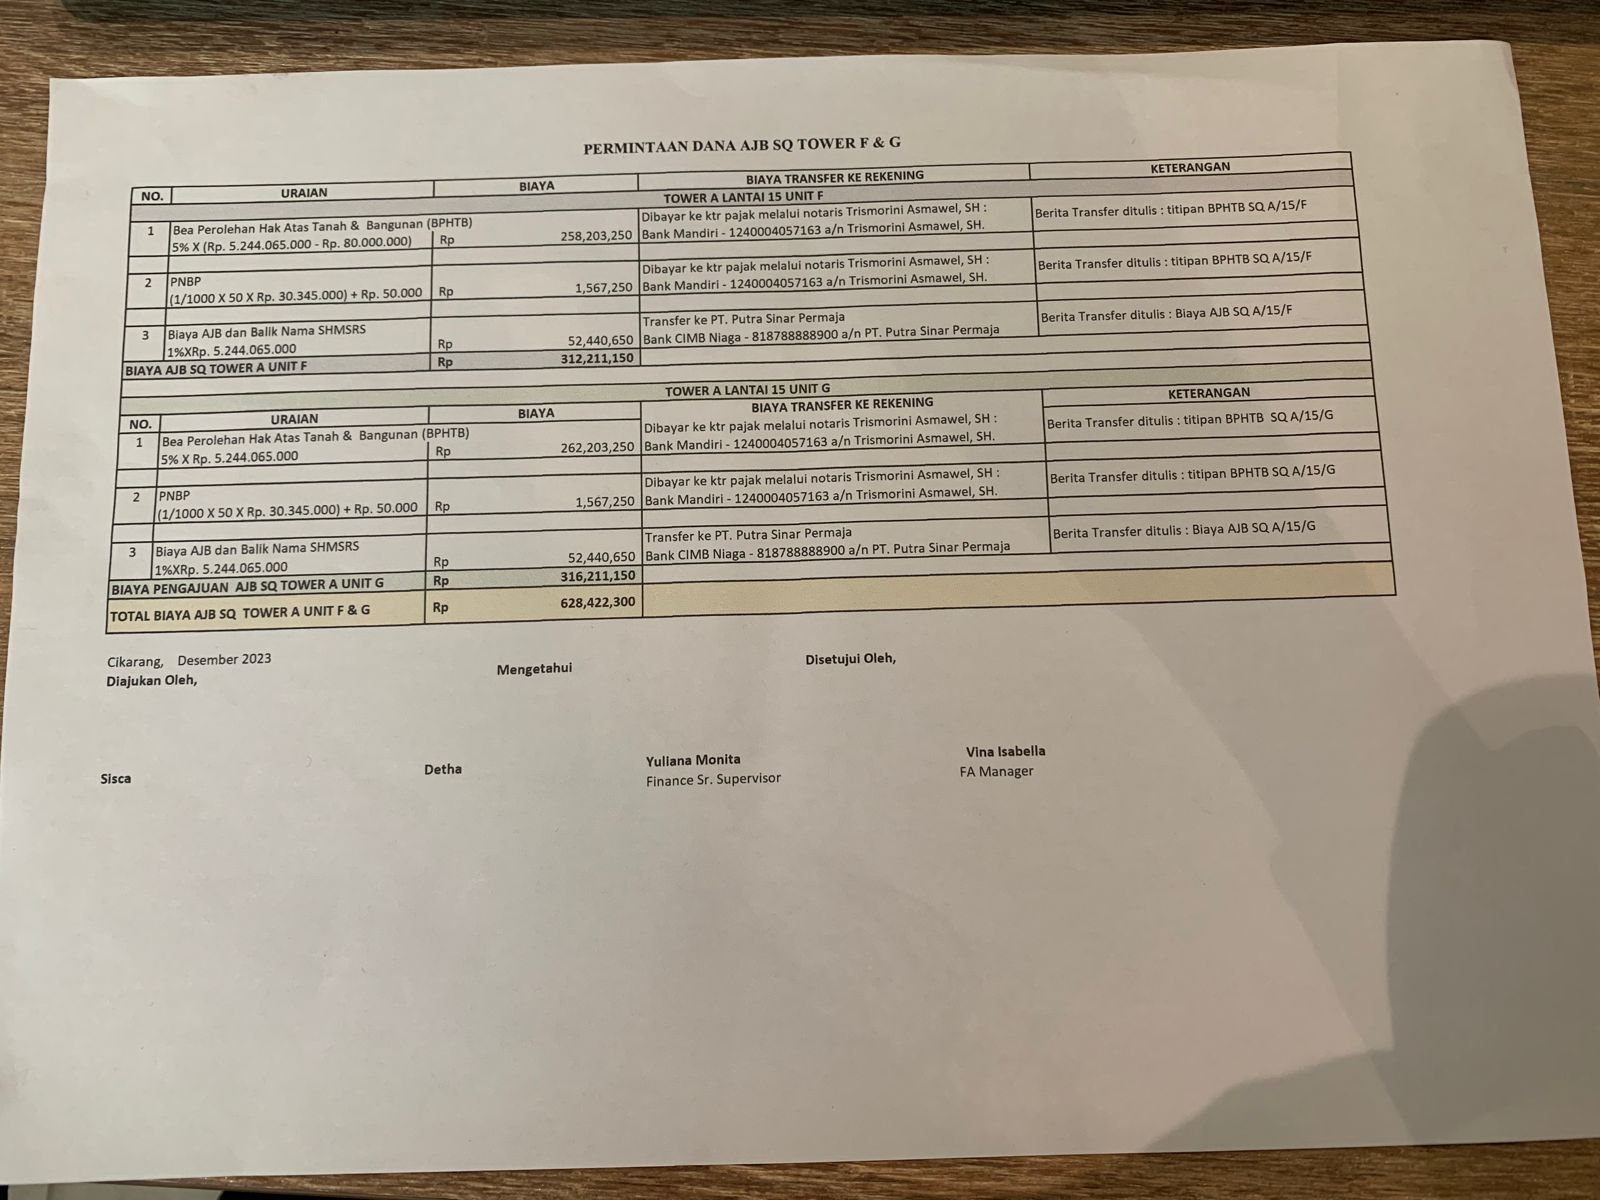 PERMINTAAN DANA AJB SQ TOWER F & G
NO. URAIAN BIAYA BIAYA TRANSFER KE REKENING KETERANGAN
TOWER A LANTAI 15 UNIT F
1 Bea Perolehan Hak Atas Tanah & Bangunan (BPHTB) Dibayar ke ktr pajak melalui notaris Trismorini Asmawel, SH : Berita Transfer ditulis : titipan BPHTB SQ A/15/F
5% X (Rp. 5.244.065.000 - Rp. 80.000.000) Rp 258,203,250 Bank Mandiri - 1240004057163 a/n Trismorini Asmawel, SH.
2 PNBP Dibayar ke ktr pajak melalui notaris Trismorini Asmawel, SH : Berita Transfer ditulis : titipan BPHTB SQ A/15/F
(1/1000 X 50 X Rp. 30.345.000) + Rp. 50.000 Rp 1,567,250 Bank Mandiri - 1240004057163 a/n Trismorini Asmawel, SH.
3 Biaya AJB dan Balik Nama SHMSRS Transfer ke PT. Putra Sinar Permaja Berita Transfer ditulis : Biaya AJB SQ A/15/F
1%XRp. 5.244.065.000 Rp 52,440,650 Bank CIMB Niaga - 818788888900 a/n PT. Putra Sinar Permaja
BIAYA AJB SQ TOWER A UNIT F Rp 312,211,150
TOWER A LANTAI 15 UNIT G
NO. URAIAN BIAYA BIAYA TRANSFER KE REKENING KETERANGAN
1 Bea Perolehan Hak Atas Tanah & Bangunan (BPHTB) Dibayar ke ktr pajak melalui notaris Trismorini Asmawel, SH : Berita Transfer ditulis : titipan BPHTB SQ A/15/G
5% X Rp. 5.244.065.000 Rp 262,203,250 Bank Mandiri - 1240004057163 a/n Trismorini Asmawel, SH.
2 PNBP Dibayar ke ktr pajak melalui notaris Trismorini Asmawel, SH : Berita Transfer ditulis : titipan BPHTB SQ A/15/G
(1/1000 X 50 X Rp. 30.345.000) + Rp. 50.000 Rp 1,567,250 Bank Mandiri - 1240004057163 a/n Trismorini Asmawel, SH.
3 Biaya AJB dan Balik Nama SHMSRS Transfer ke PT. Putra Sinar Permaja Berita Transfer ditulis : Biaya AJB SQ A/15/G
1%XRp. 5.244.065.000 Rp 52,440,650 Bank CIMB Niaga - 818788888900 a/n PT. Putra Sinar Permaja
BIAYA PENGAJUAN AJB SQ TOWER A UNIT G Rp 316,211,150
TOTAL BIAYA AJB SQ TOWER A UNIT F & G Rp 628,422,300
Cikarang, Desember 2023
Diajukan Oleh, Mengetahui Disetujui Oleh,
Sisca Detha Yuliana Monita Vina Isabella
Finance Sr. Supervisor FA Manager